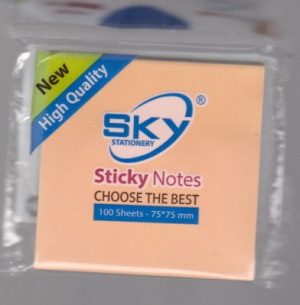 New
High Quality
SKY®
STATIONERY
Sticky Notes
CHOOSE THE BEST
100 Sheets - 75*75 mm